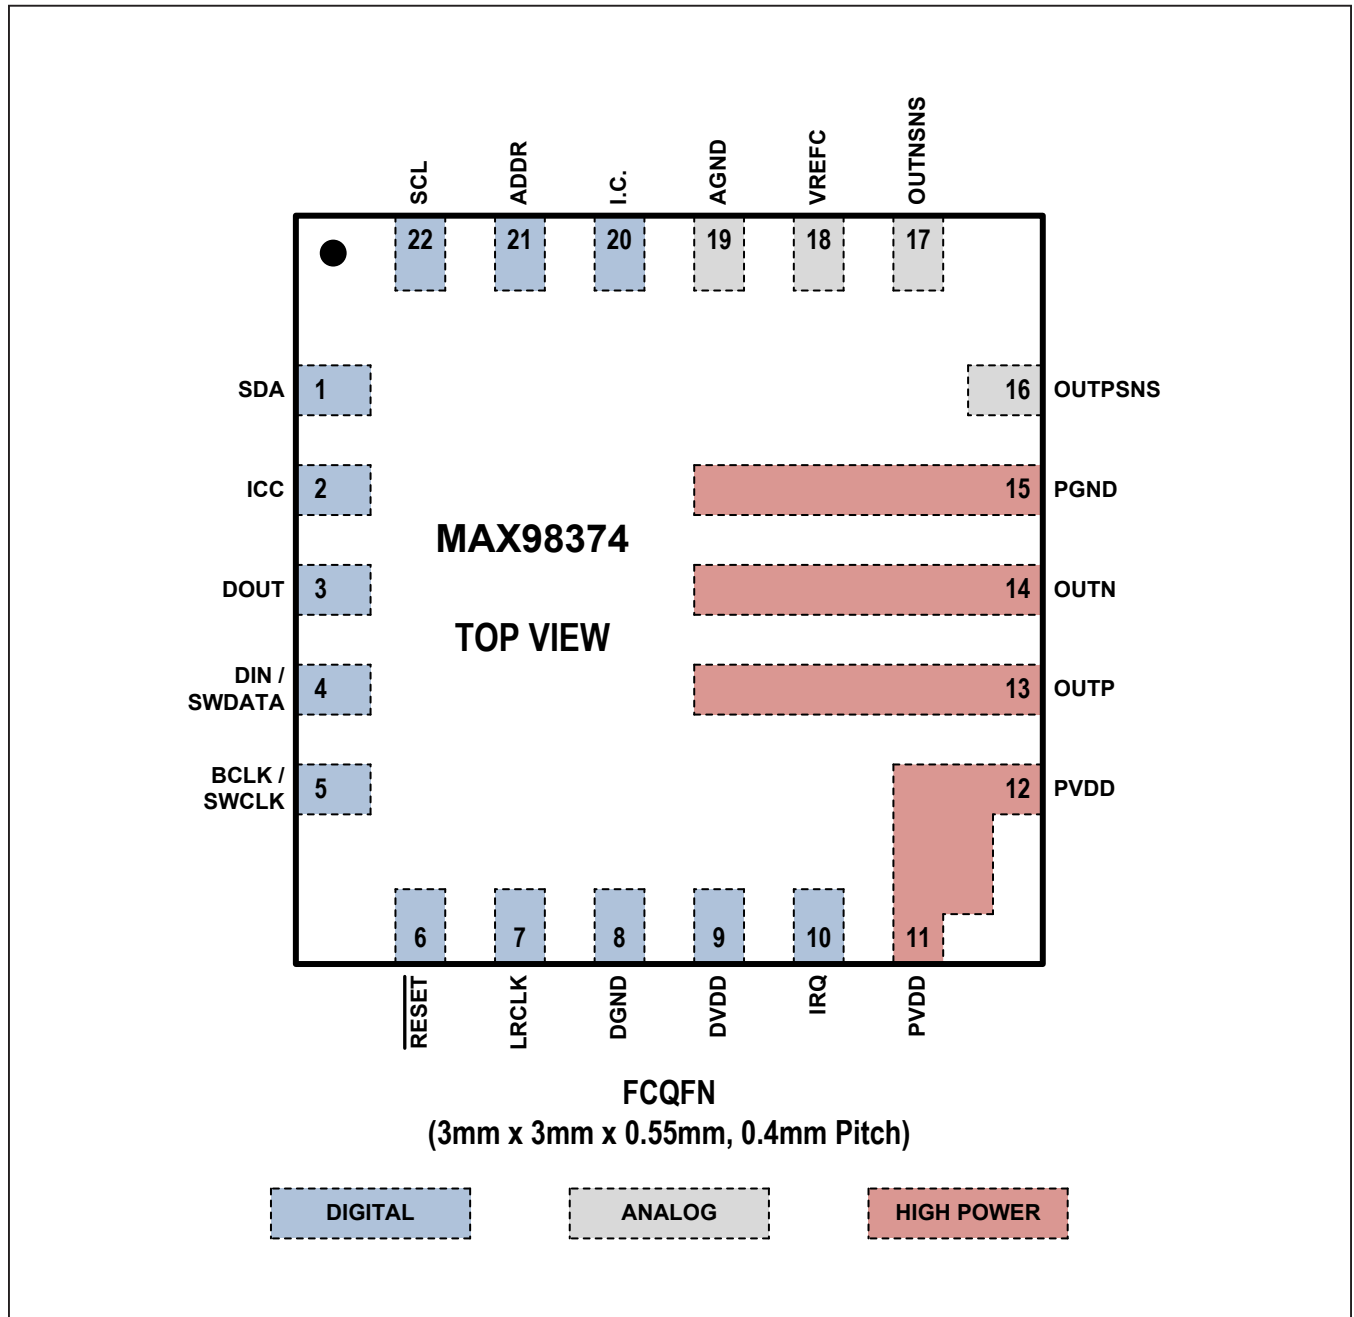 SCL
ADDR
I.C.
AGND
VREFC
OUTNSNS
22
21
20
19
18
17
SDA
1
16
OUTPSNS
ICC
2
15
PGND
MAX98374
DOUT
3
14
OUTN
TOP VIEW
DIN /
SWDATA
4
13
OUTP
BCLK /
SWCLK
5
12
PVDD
6
7
8
9
10
11
RESET
LRCLK
DGND
DVDD
IRQ
PVDD
FCQFN
(3mm x 3mm x 0.55mm, 0.4mm Pitch)
DIGITAL
ANALOG
HIGH POWER